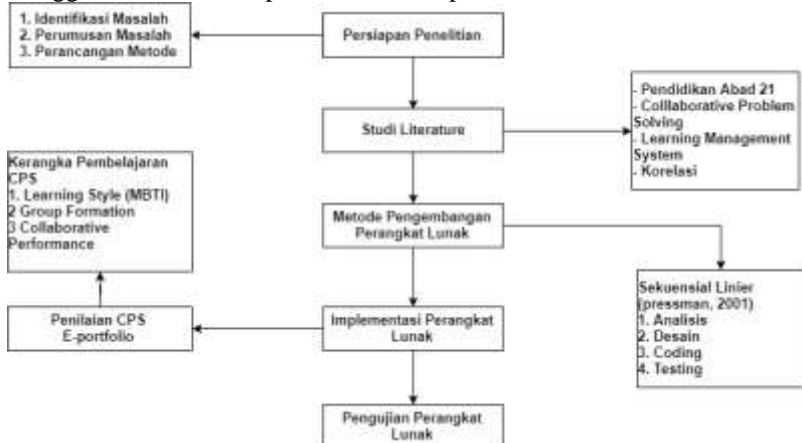 1. Identifikasi Masalah
2. Perumusan Masalah
3. Perancangan Metode
Persiapan Penelitian
Studi Literature
- Pendidikan Abad 21
- Colllaborative Problem
Solving
- Learning Management
System
- Korelasi
Kerangka Pembelajaran
CPS
1. Learning Style (MBTI)
2 Group Formation
3 Collaborative
Performance
Metode Pengembangan
Perangkat Lunak
Sekuensial Linier
(pressman, 2001)
1. Analisis
2. Desain
3. Coding
4. Testing
Penilaian CPS
E-portfolio
Implementasi Perangkat
Lunak
Pengujian Perangkat
Lunak